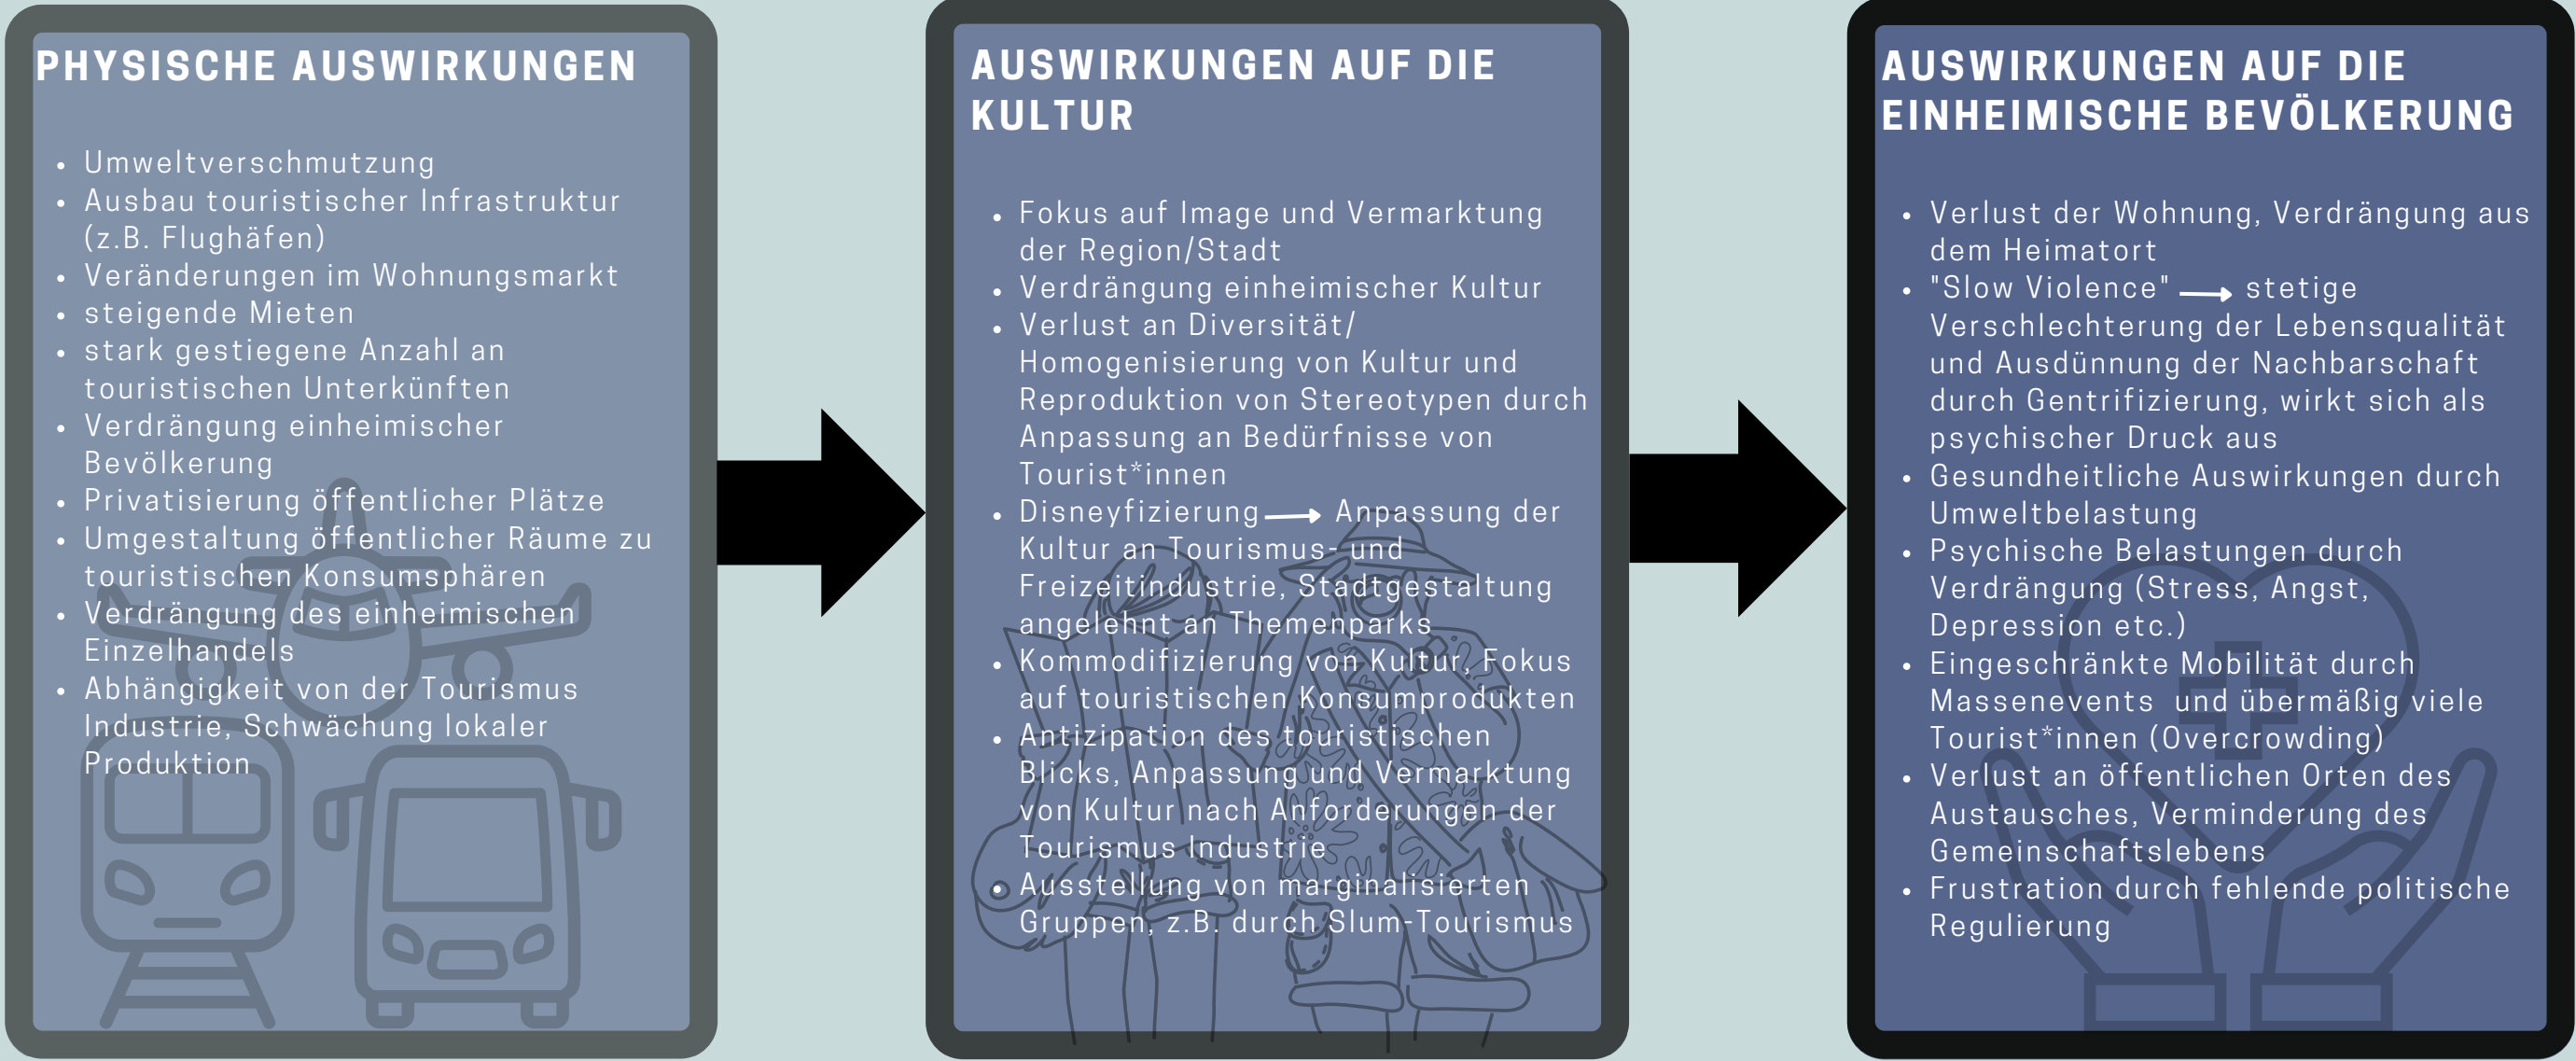 PHYSISCHE AUSWIRKUNGEN
• Umweltverschmutzung
• Ausbau touristischer Infrastruktur
(z.B. Flughäfen)
• Veränderungen im Wohnungsmarkt
• steigende Mieten
• stark gestiegene Anzahl an
touristischen Unterkünften
• Verdrängung einheimischer
Bevölkerung
• Privatisierung öffentlicher Plätze
• Umgestaltung öffentlicher Räume zu
touristischen Konsumsphären
• Verdrängung des einheimischen
Einzelhandels
• Abhängigkeit von der Tourismus
Industrie, Schwächung lokaler
Produktion
AUSWIRKUNGEN AUF DIE
KULTUR
• Fokus auf Image und Vermarktung
der Region/Stadt
• Verdrängung einheimischer Kultur
• Verlust an Diversität/
Homogenisierung von Kultur und
Reproduktion von Stereotypen durch
Anpassung an Bedürfnisse von
Tourist*innen
• Disneyfizierung → Anpassung der
Kultur an Tourismus- und
Freizeitindustrie, Stadtgestaltung
angelehnt an Themenparks
• Kommodifizierung von Kultur, Fokus
auf touristischen Konsumprodukten
• Antizipation des touristischen
Blicks, Anpassung und Vermarktung
von Kultur nach Anforderungen der
Tourismus Industrie
• Ausstellung von marginalisierten
Gruppen, z.B. durch Slum-Tourismus
AUSWIRKUNGEN AUF DIE
EINHEIMISCHE BEVÖLKERUNG
• Verlust der Wohnung, Verdrängung aus
dem Heimatort
• "Slow Violence" → stetige
Verschlechterung der Lebensqualität
und Ausdünnung der Nachbarschaft
durch Gentrifizierung, wirkt sich als
psychischer Druck aus
• Gesundheitliche Auswirkungen durch
Umweltbelastung
• Psychische Belastungen durch
Verdrängung (Stress, Angst,
Depression etc.)
• Eingeschränkte Mobilität durch
Massenevents und übermäßig viele
Tourist*innen (Overcrowding)
• Verlust an öffentlichen Orten des
Austausches, Verminderung des
Gemeinschaftslebens
• Frustration durch fehlende politische
Regulierung